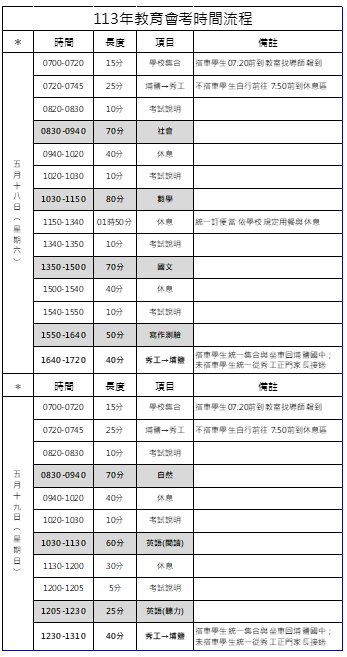 113年教育會考時間流程
* 時間 長度 項目 備註
五月十八日(星期六)
0700-0720 15分 學校集合 搭車學生07:20前到教室找導師報到
0720-0745 25分 埔鹽→秀工 不搭車學生自行前往 7:50前到休息區
0820-0830 10分 考試說明
0830-0940 70分 社會
0940-1020 40分 休息
1020-1030 10分 考試說明
1030-1150 80分 數學
1150-1340 01時50分 休息 統一訂便當 依學校規定用餐與休息
1340-1350 10分 考試說明
1350-1500 70分 國文
1500-1540 40分 休息
1540-1550 10分 考試說明
1550-1640 50分 寫作測驗
1640-1720 40分 秀工→埔鹽 搭車學生統一集合與坐車回埔鹽國中；
未搭車學生統一從秀工正門家長接送
* 時間 長度 項目 備註
五月十九日(星期日)
0700-0720 15分 學校集合 搭車學生07:20前到教室找導師報到
0720-0745 25分 埔鹽→秀工 不搭車學生自行前往 7:50前到休息區
0820-0830 10分 考試說明
0830-0940 70分 自然
0940-1020 40分 休息
1020-1030 10分 考試說明
1030-1130 60分 英語(閱讀)
1130-1200 30分 休息
1200-1205 5分 考試說明
1205-1230 25分 英語(聽力)
1230-1310 40分 秀工→埔鹽 搭車學生統一集合與坐車回埔鹽國中；
未搭車學生統一從秀工正門家長接送